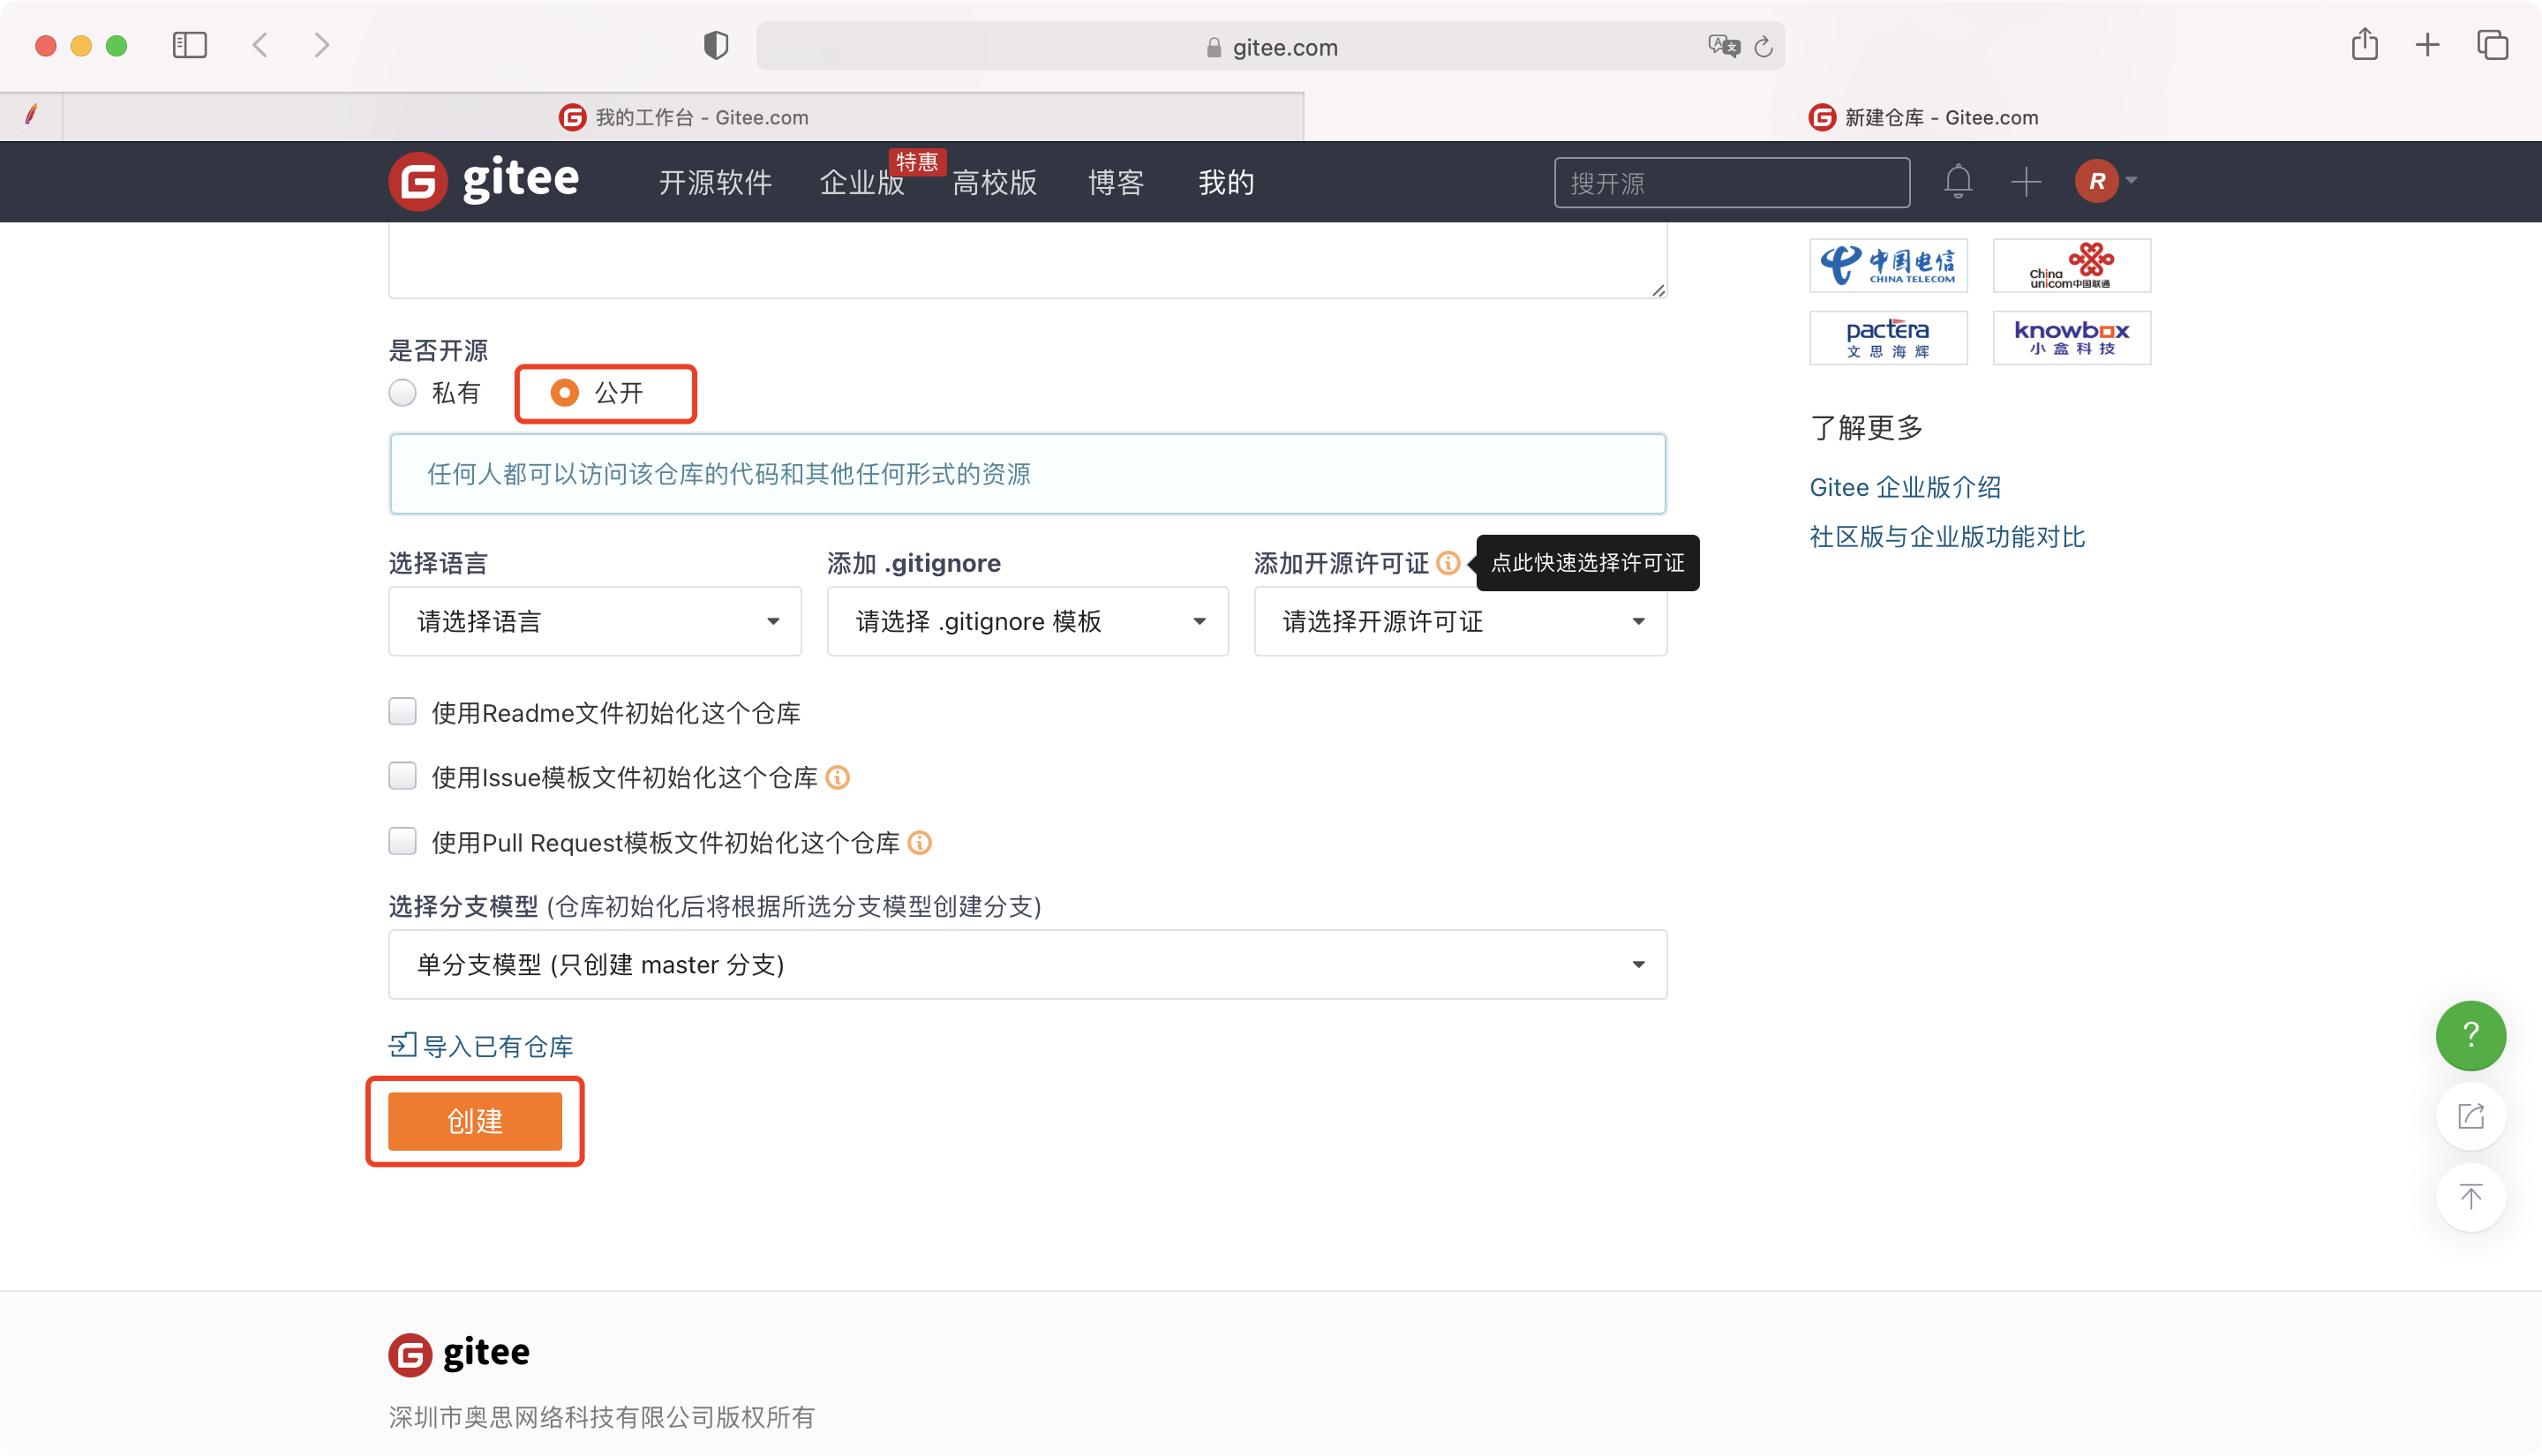 gitee.com
我的工作台 - Gitee.com
新建仓库 - Gitee.com
gitee
开源软件
企业版
特惠
高校版
博客
我的
搜开源
R
中国电信
CHINA TELECOM
China
unicom中国联通
pactera
文思海辉
knowbox
小盒科技
是否开源
私有
公开
任何人都可以访问该仓库的代码和其他任何形式的资源
了解更多
Gitee 企业版介绍
社区版与企业版功能对比
选择语言
添加 .gitignore
添加开源许可证
点此快速选择许可证
请选择语言
请选择 .gitignore 模板
请选择开源许可证
使用Readme文件初始化这个仓库
使用Issue模板文件初始化这个仓库
使用Pull Request模板文件初始化这个仓库
选择分支模型 (仓库初始化后将根据所选分支模型创建分支)
单分支模型 (只创建 master 分支)
导入已有仓库
创建
?
gitee
深圳市奥思网络科技有限公司版权所有